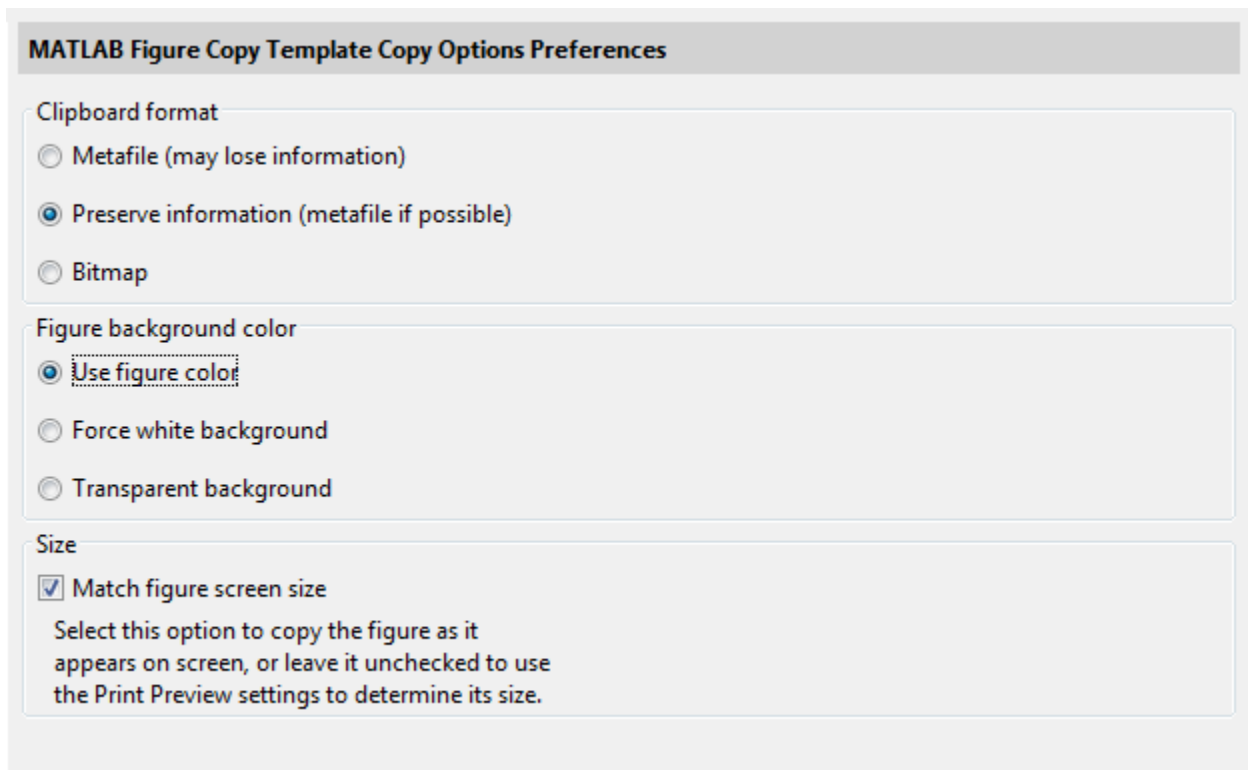 MATLAB Figure Copy Template Copy Options Preferences
Clipboard format
Metafile (may lose information)
Preserve information (metafile if possible)
Bitmap
Figure background color
Use figure color
Force white background
Transparent background
Size
Match figure screen size
Select this option to copy the figure as it
appears on screen, or leave it unchecked to use
the Print Preview settings to determine its size.